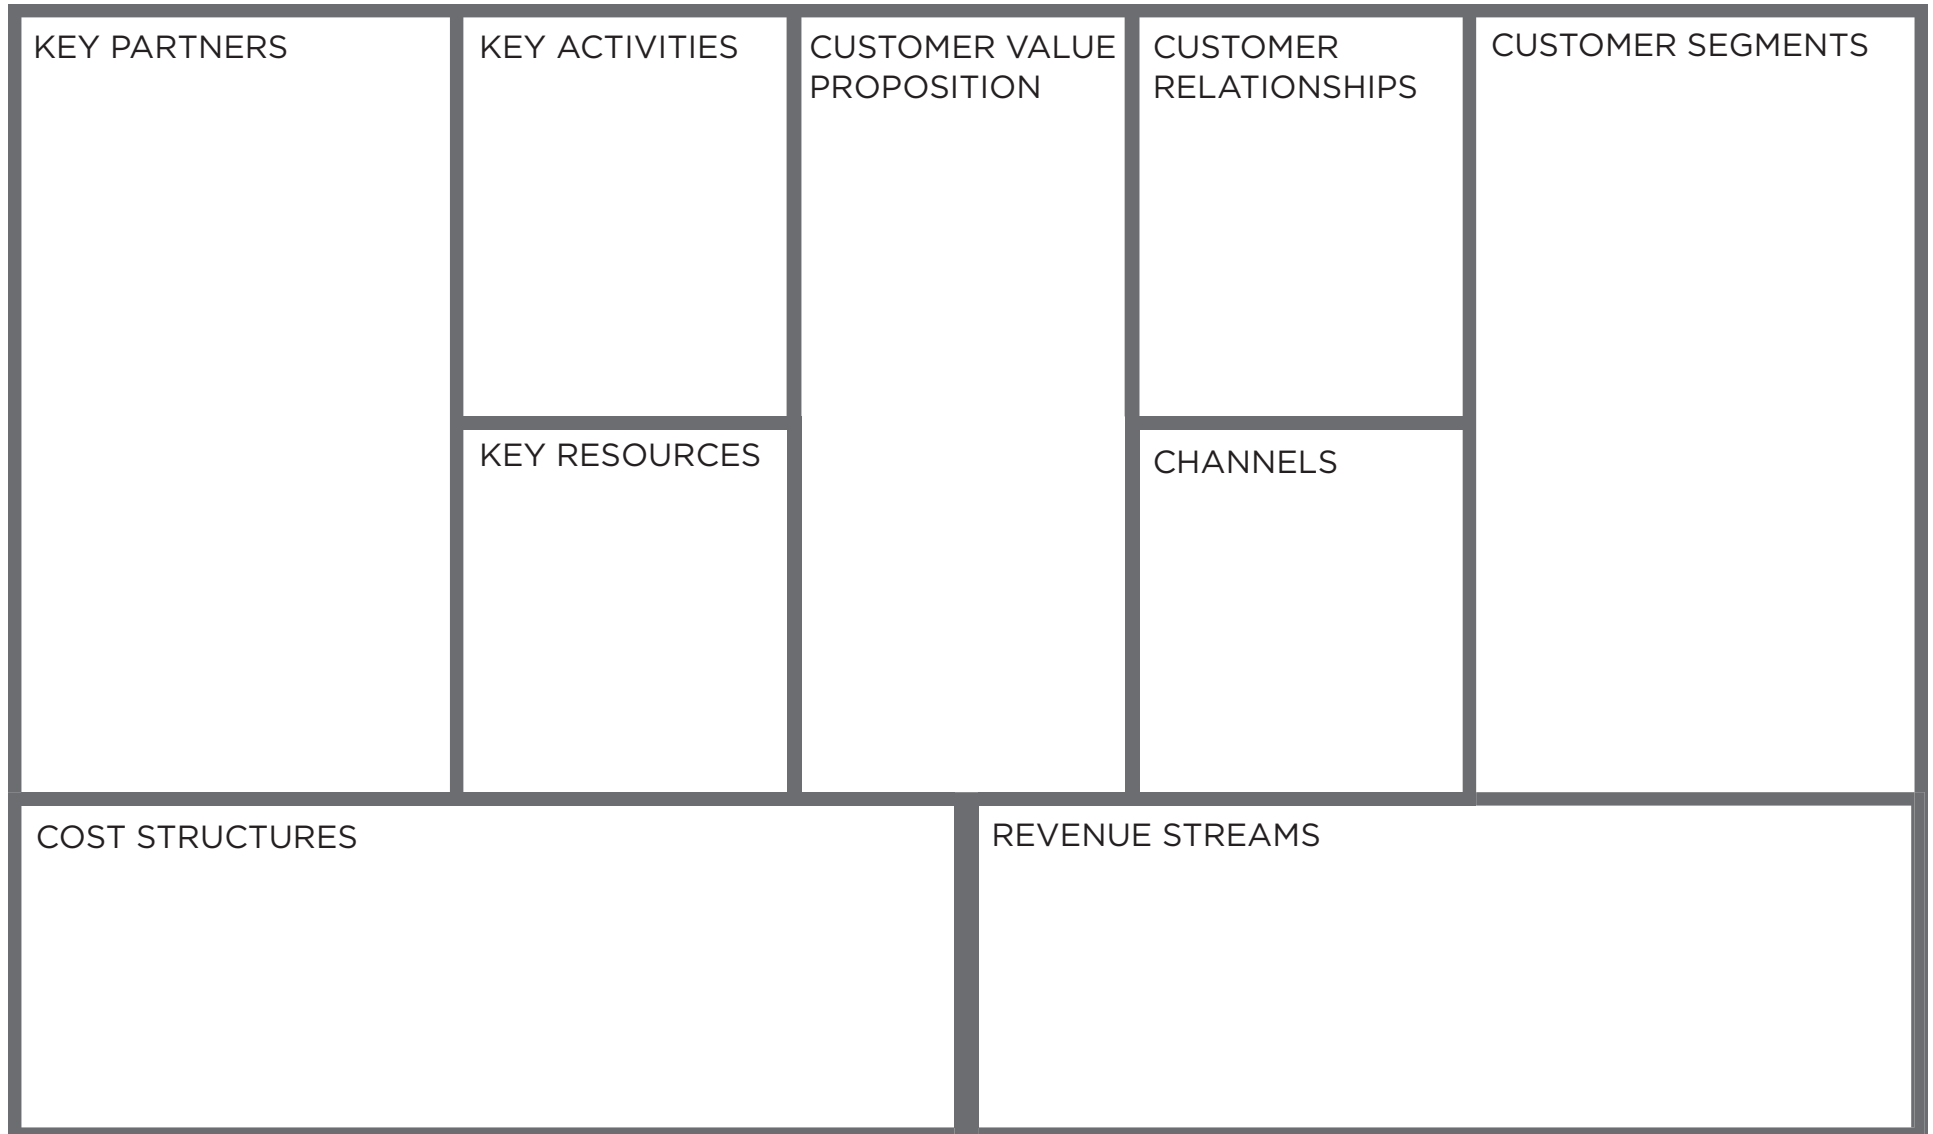 KEY PARTNERS
KEY ACTIVITIES
CUSTOMER VALUE
PROPOSITION
CUSTOMER
RELATIONSHIPS
CUSTOMER SEGMENTS
KEY RESOURCES
CHANNELS
COST STRUCTURES
REVENUE STREAMS